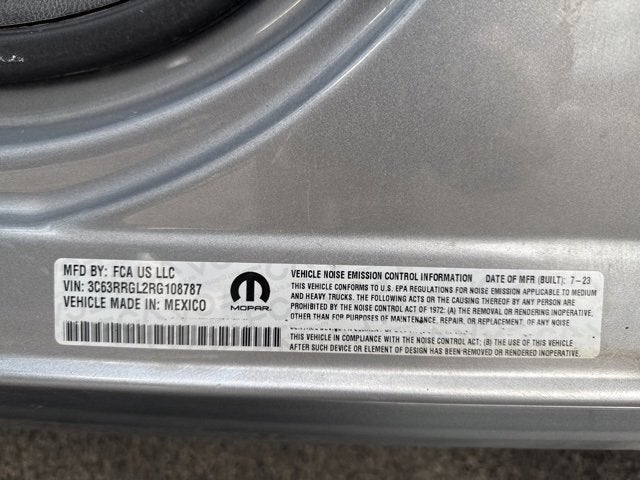 MFD BY: FCA US LLC
VIN: 3C63RRGL2RG108787
VEHICLE MADE IN: MEXICO
MOPAR
VEHICLE NOISE EMISSION CONTROL INFORMATION DATE OF MFR (BUILT): 7-23
THIS VEHICLE CONFORMS TO U.S. EPA REGULATIONS FOR NOISE EMISSION APPLICABLE TO MEDIUM
AND HEAVY TRUCKS. THE FOLLOWING ACTS OR THE CAUSING THEREOF BY ANY PERSON ARE
PROHIBITED BY THE NOISE CONTROL ACT OF 1972: (A) THE REMOVAL OR RENDERING INOPERATIVE,
OTHER THAN FOR PURPOSES OF MAINTENANCE, REPAIR, OR REPLACEMENT, OF ANY NOISE
THIS VEHICLE IN COMPLIANCE WITH THE NOISE CONTROL ACT; (B) THE USE OF THIS VEHICLE
AFTER SUCH DEVICE OR ELEMENT OF DESIGN HAS BEEN REMOVED OR RENDERED INOPERATIVE.